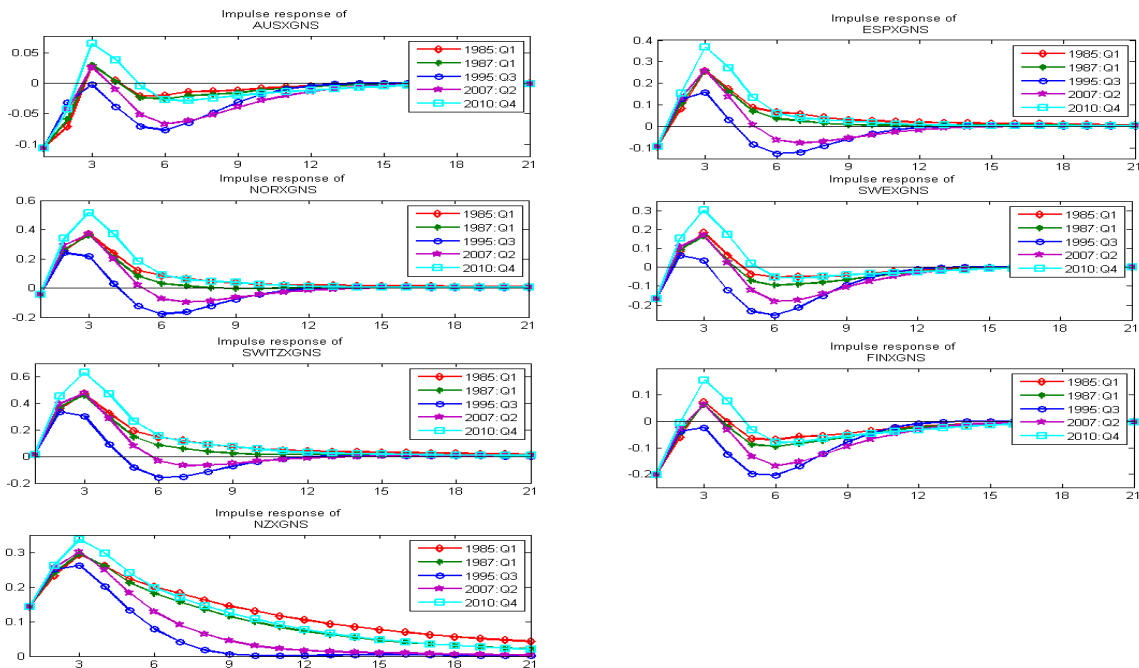 Impulse response of
AUSXGNS
0.05
0
-0.05
-0.1
3 6 9 12 15 18 21
1985:Q1
1987:Q1
1995:Q3
2007:Q2
2010:Q4
Impulse response of
ESPXGNS
0.4
0.3
0.2
0.1
0
-0.1
3 6 9 12 15 18 21
1985:Q1
1987:Q1
1995:Q3
2007:Q2
2010:Q4
Impulse response of
NORXGNS
0.6
0.4
0.2
0
-0.2
3 6 9 12 15 18 21
1985:Q1
1987:Q1
1995:Q3
2007:Q2
2010:Q4
Impulse response of
SWEXGNS
0.3
0.2
0.1
0
-0.1
-0.2
3 6 9 12 15 18 21
1985:Q1
1987:Q1
1995:Q3
2007:Q2
2010:Q4
Impulse response of
SWITZXGNS
0.6
0.4
0.2
0
-0.2
3 6 9 12 15 18 21
1985:Q1
1987:Q1
1995:Q3
2007:Q2
2010:Q4
Impulse response of
FINXGNS
0.1
0
-0.1
-0.2
3 6 9 12 15 18 21
1985:Q1
1987:Q1
1995:Q3
2007:Q2
2010:Q4
Impulse response of
NZXGNS
0.3
0.2
0.1
0
3 6 9 12 15 18 21
1985:Q1
1987:Q1
1995:Q3
2007:Q2
2010:Q4